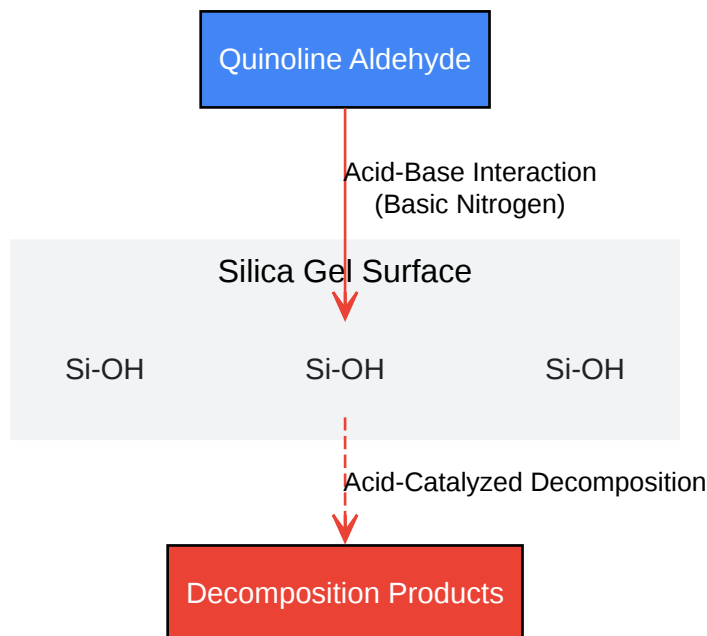 Quinoline Aldehyde
Acid-Base Interaction
(Basic Nitrogen)
Silica Gel Surface
Si-OH Si-OH Si-OH
Acid-Catalyzed Decomposition
Decomposition Products